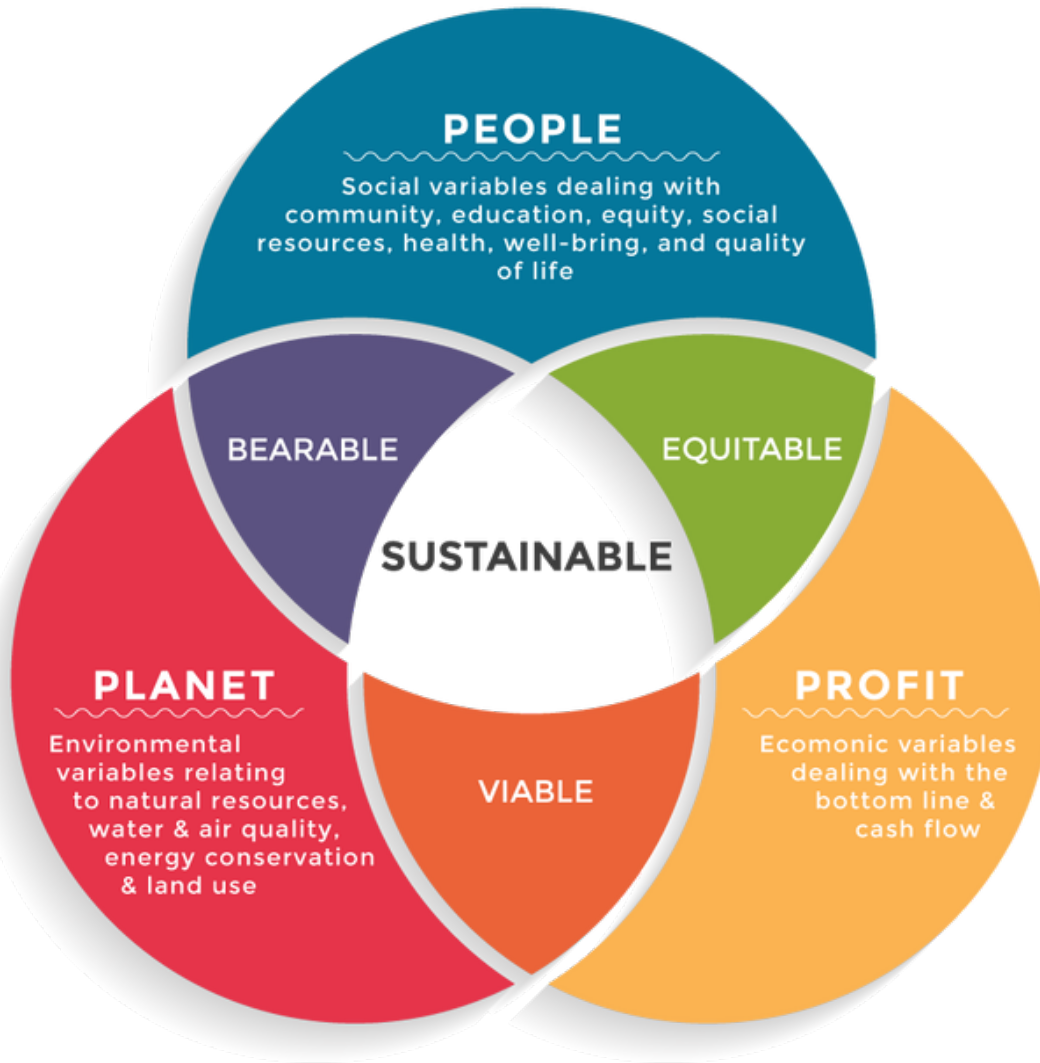 PEOPLE
Social variables dealing with
community, education, equity, social
resources, health, well-bring, and quality
of life
BEARABLE
EQUITABLE
SUSTAINABLE
PLANET
Environmental
variables relating
to natural resources,
water & air quality,
energy conservation
& land use
PROFIT
Ecomonic variables
dealing with the
bottom line &
cash flow
VIABLE